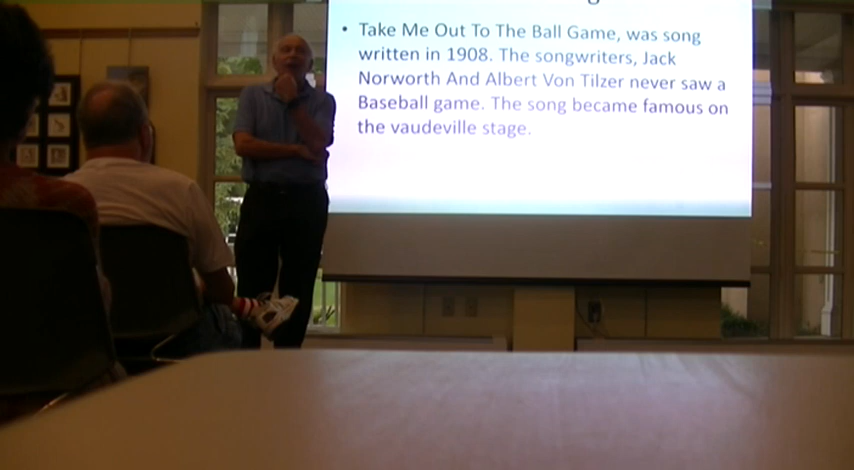 • Take Me Out To The Ball Game, was song
written in 1908. The songwriters, Jack
Norworth And Albert Von Tilzer never saw a
Baseball game. The song became famous on
the vaudeville stage.